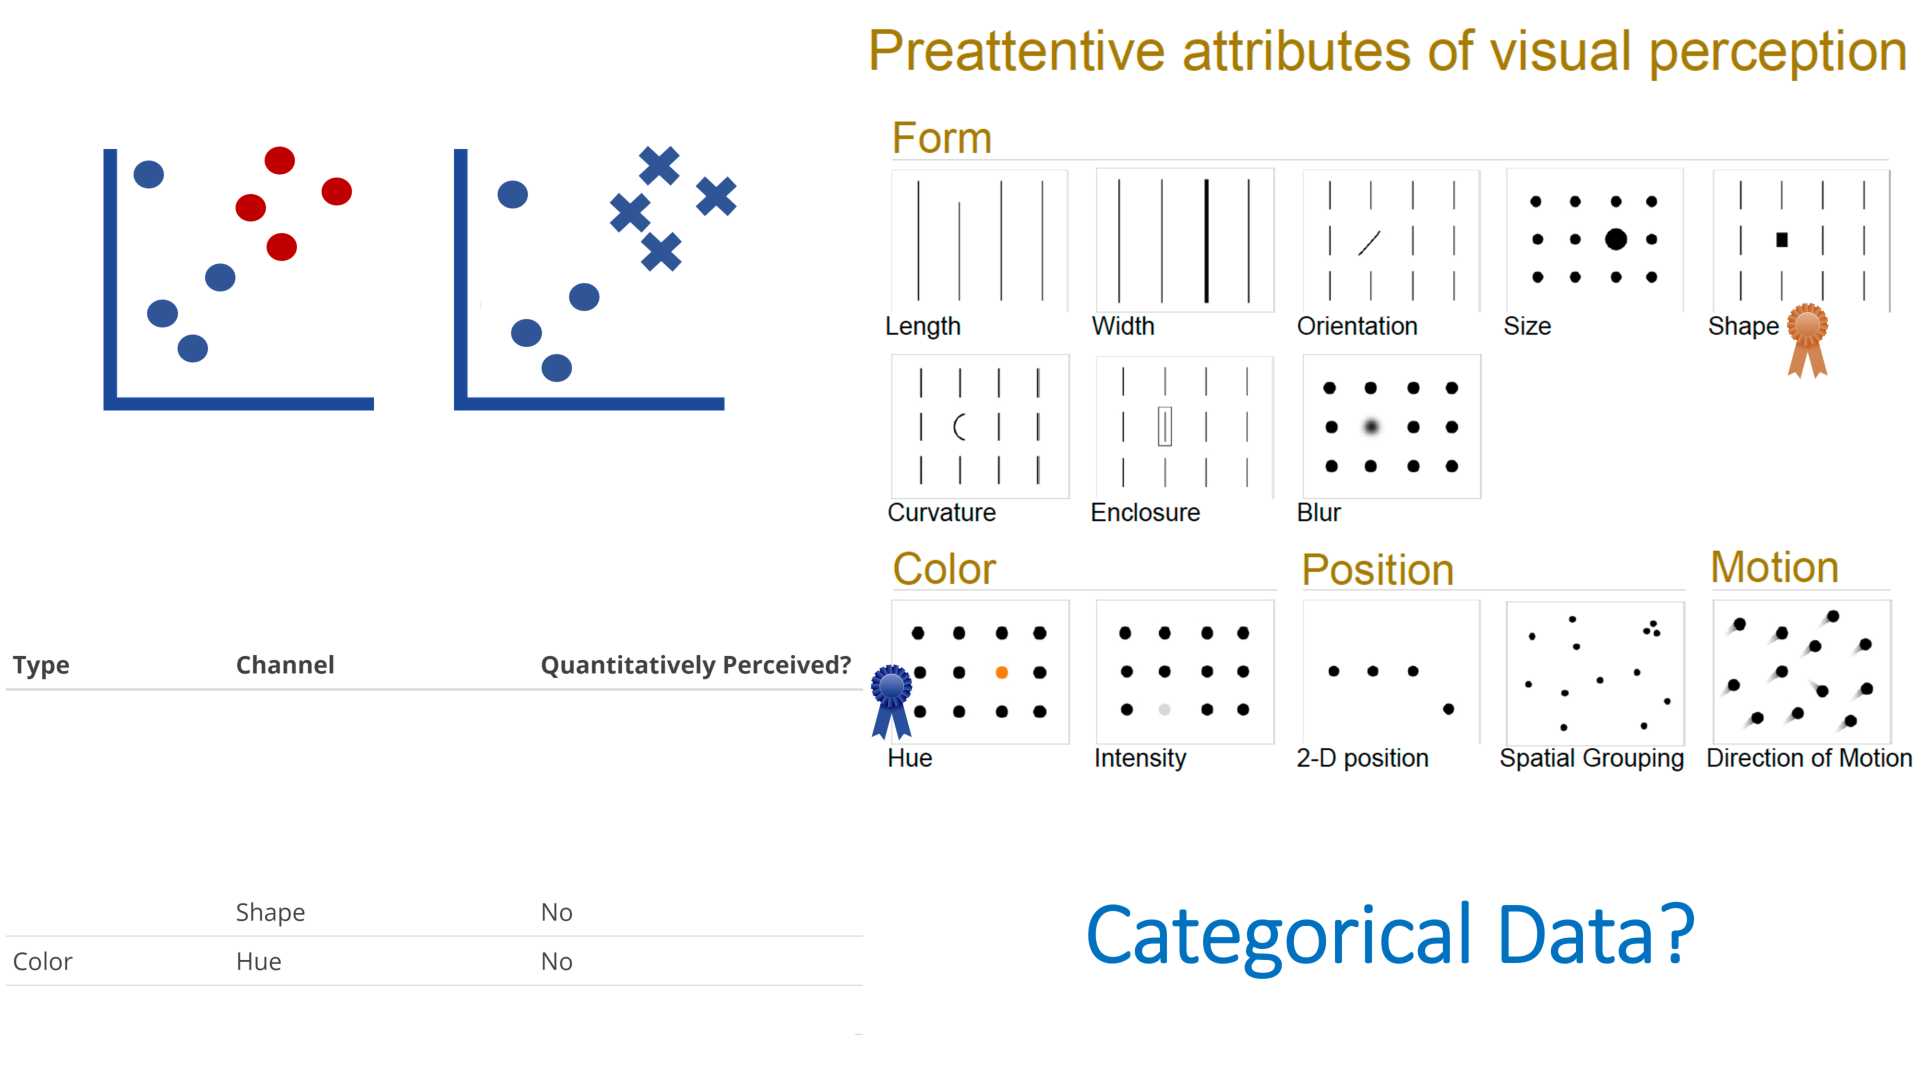 Preattentive attributes of visual perception
Form
Length Width Orientation Size Shape
Curvature Enclosure Blur
Color Position Motion
Hue Intensity 2-D position Spatial Grouping Direction of Motion
Type Channel Quantitatively Perceived?
Shape No
Color Hue No
Categorical Data?